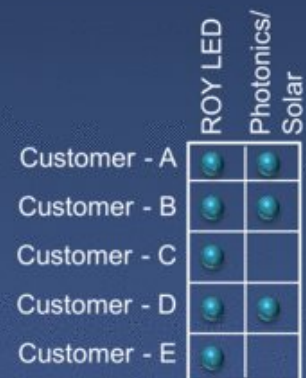 ROY LED
Photonics/
Solar
Customer - A
Customer - B
Customer - C
Customer - D
Customer - E